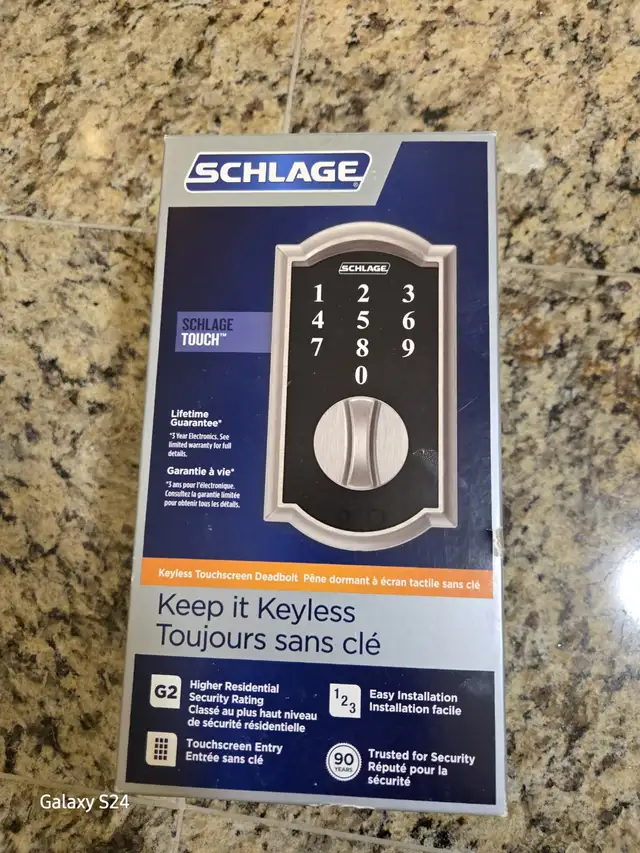 SCHLAGE
SCHLAGE
1 2 3
4 5 6
7 8 9
0
SCHLAGE
TOUCH™
Lifetime
Guarantee*
*3 Year Electronics. See
limited warranty for full
details.
Garantie à vie*
*3 ans pour l'électronique.
Consultez la garantie limitée
pour obtenir tous les détails.
Keyless Touchscreen Deadbolt Pêne dormant à écran tactile sans clé
Keep it Keyless
Toujours sans clé
G2
Higher Residential
Security Rating
Classé au plus haut niveau
de sécurité résidentielle
1 2 3
Easy Installation
Installation facile
Touchscreen Entry
Entrée sans clé
90
YEARS
Trusted for Security
Réputé pour la
sécurité
Galaxy S24